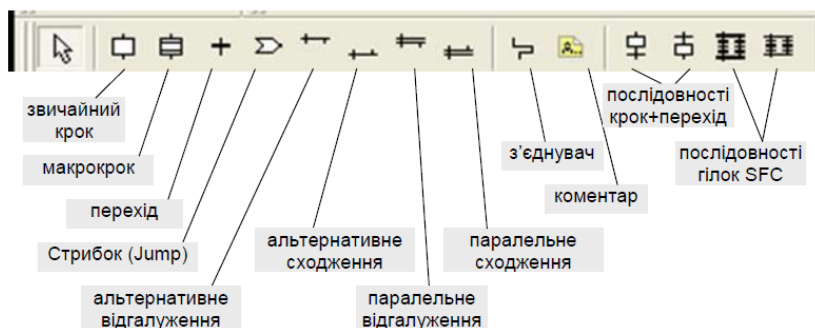 A...
звичайний
крок
макрокрок
перехід
Стрибок (Jump)
альтернативне
відгалуження
альтернативне
сходження
паралельне
відгалуження
паралельне
сходження
з’єднувач
коментар
послідовності
крок+перехід
послідовності
гілок SFC